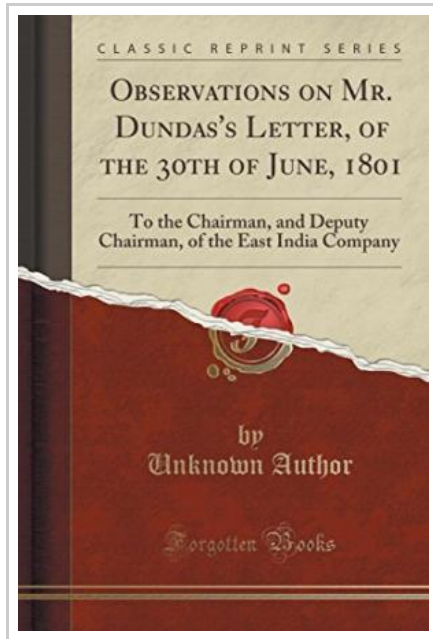 CLASSIC REPRINT SERIES
OBSERVATIONS ON MR.
DUNDAS'S LETTER, OF
THE 30TH OF JUNE, 1801
To the Chairman, and Deputy
Chairman, of the East India Company
by
Unknown Author
Forgotten Books